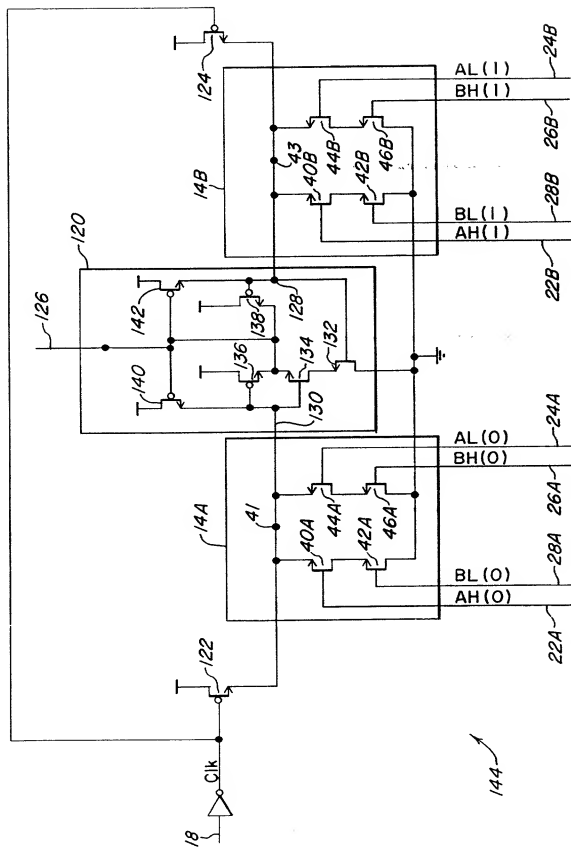 124
14B
AL(1)
24B
BH(1)
26B
43
40B
44B
42B
46B
BL(1)
28B
AH(1)
22B
120
126
142
128
138
140
136
134
132
130
14A
AL(0)
24A
BH(0)
26A
41
40A
44A
42A
46A
BL(0)
28A
AH(0)
22A
122
Clk
18
144